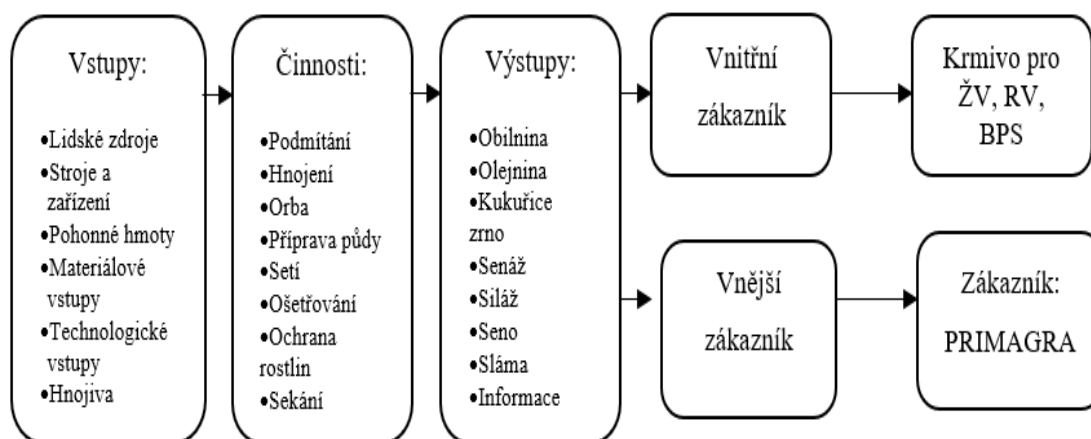 Vstupy:
•Lidské zdroje
•Stroje a
zařízení
•Pohonné hmoty
•Materiálové
vstupy
•Technologické
vstupy
•Hnojiva
Činnosti:
•Podmítání
•Hnojení
•Orba
•Příprava půdy
•Setí
•Ošetřování
•Ochrana
rostlin
•Sekání
Výstupy:
•Obilnina
•Olejnina
•Kukuřice
zrno
•Senáž
•Siláž
•Seno
•Sláma
•Informace
Vnitřní
zákazník
Krmivo pro
ŽV, RV,
BPS
Vnější
zákazník
Zákazník:
PRIMAGRA